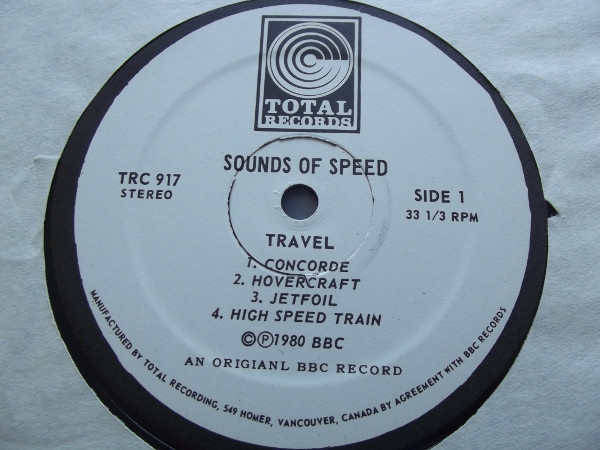 TOTAL
RECORDS
SOUNDS OF SPEED
TRC 917
STEREO
SIDE 1
33 1/3 RPM
TRAVEL
1. CONCORDE
2. HOVERCRAFT
3. JETFOIL
4. HIGH SPEED TRAIN
©℗1980 BBC
AN ORIGIANL BBC RECORD
MANUFACTURED BY TOTAL RECORDING, 549 HOMER, VANCOUVER, CANADA BY AGREEMENT WITH BBC RECORDS